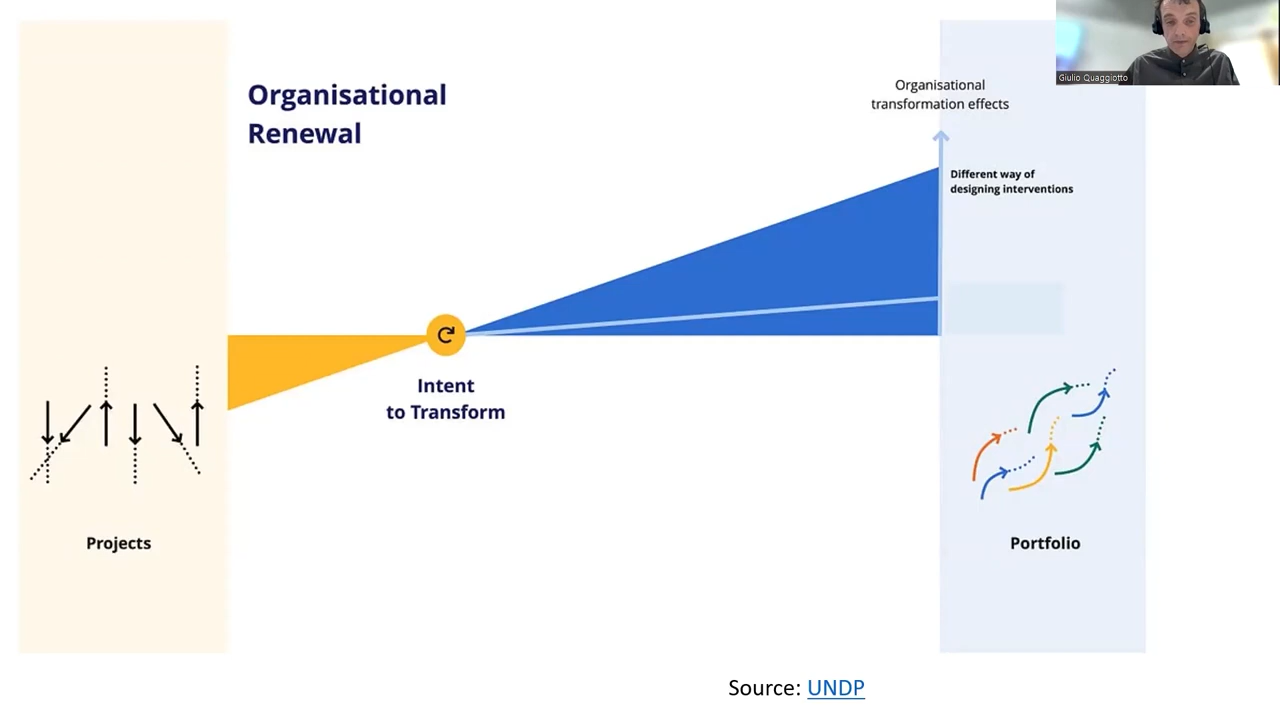 Giulio Quaggiotto
Organisational
Renewal
Organisational
transformation effects
Different way of
designing interventions
Intent
to Transform
Projects
Portfolio
Source: UNDP